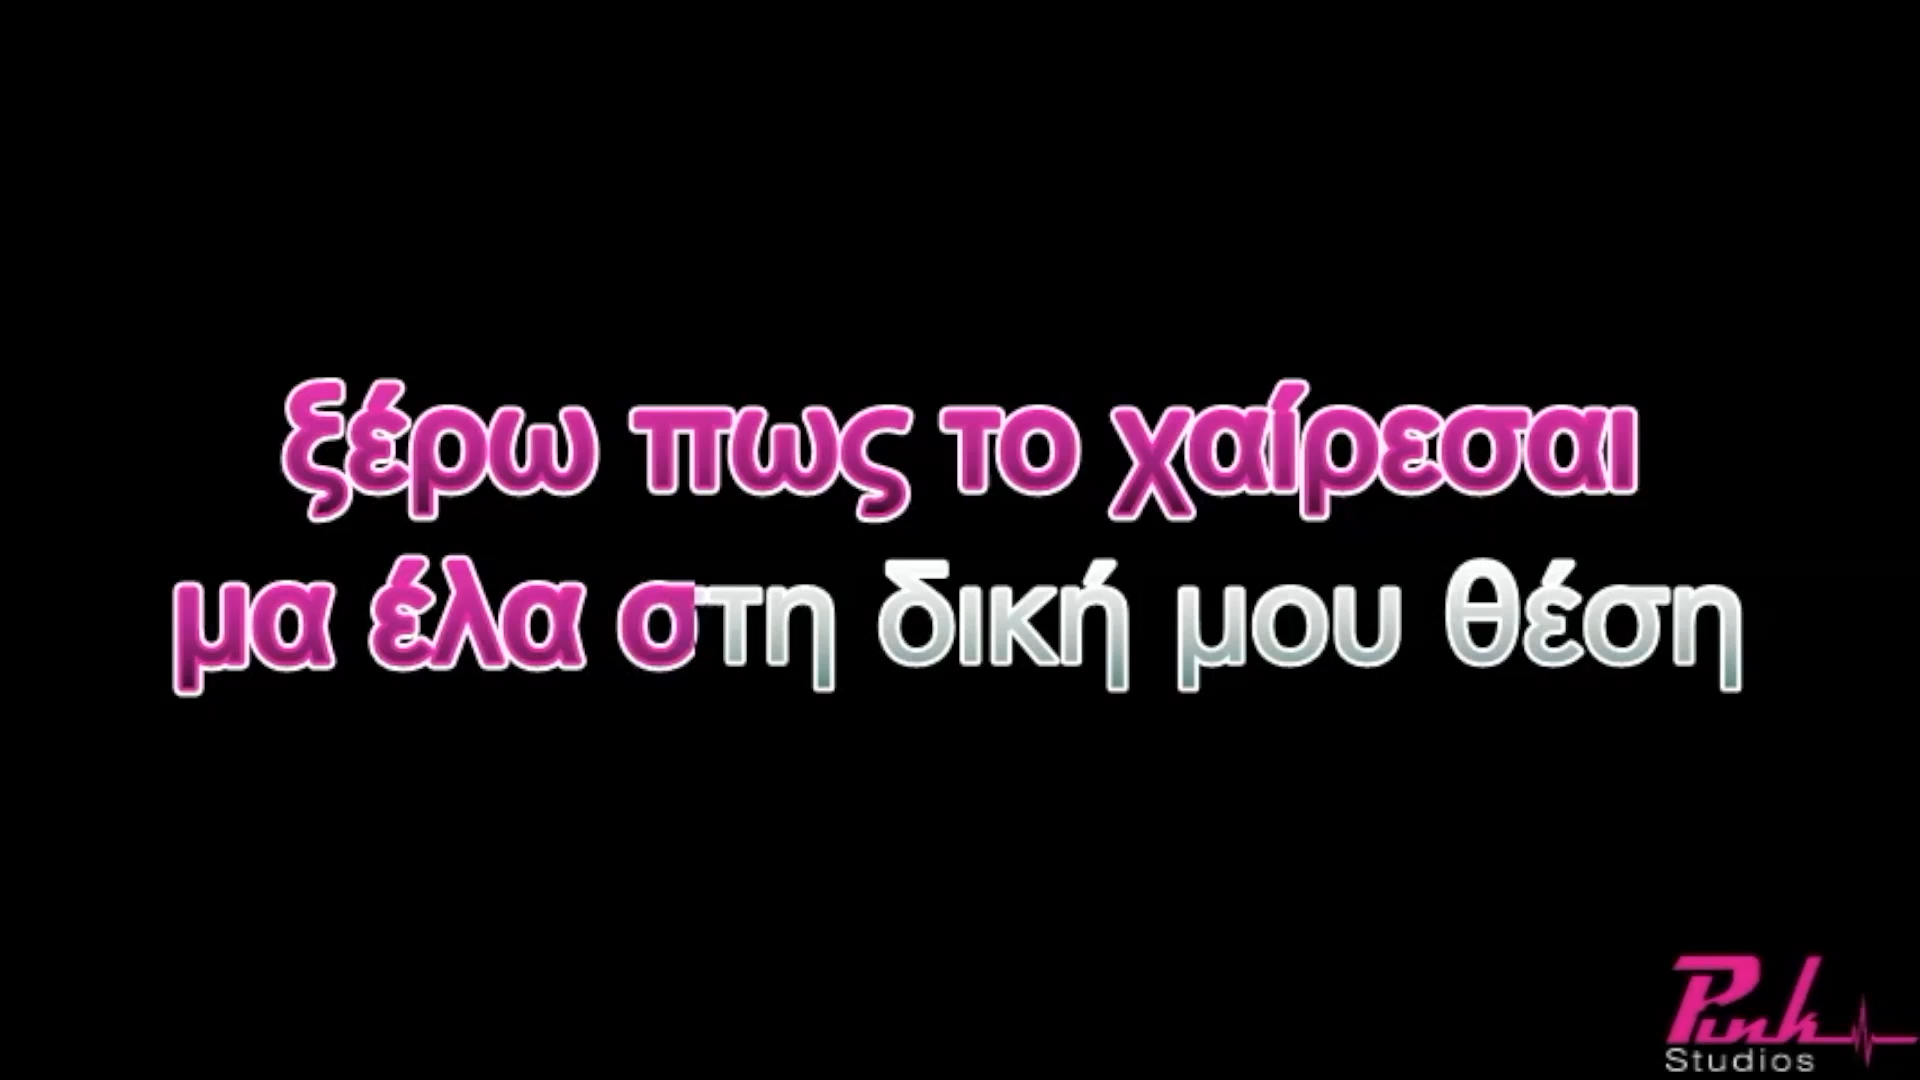 ξέρω πως το χαίρεσαι
μα έλα στη δική μου θέση
Pink
Studios